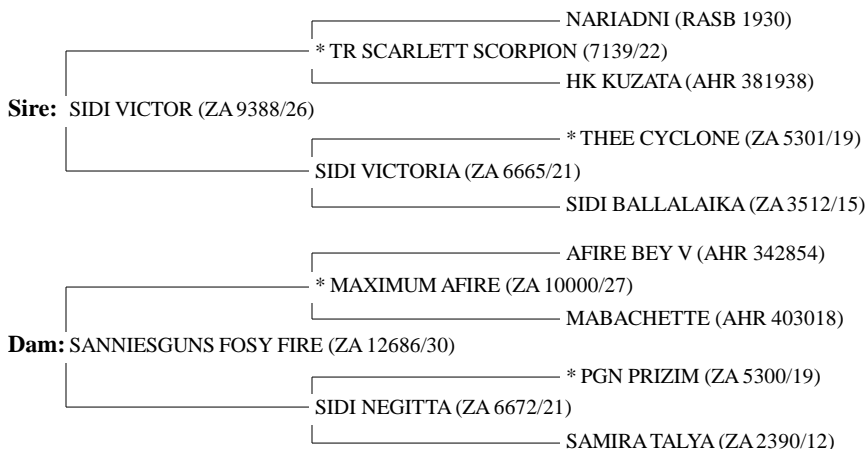 NARIADNI (RASB 1930)
* TR SCARLETT SCORPION (7139/22)
HK KUZATA (AHR 381938)
Sire: SIDI VICTOR (ZA 9388/26)
* THEE CYCLONE (ZA 5301/19)
SIDI VICTORIA (ZA 6665/21)
SIDI BALLALAIKA (ZA 3512/15)
AFIRE BEY V (AHR 342854)
* MAXIMUM AFIRE (ZA 10000/27)
MABACHETTE (AHR 403018)
Dam: SANNIESGUNS FOSY FIRE (ZA 12686/30)
* PGN PRIZIM (ZA 5300/19)
SIDI NEGITTA (ZA 6672/21)
SAMIRA TALYA (ZA 2390/12)